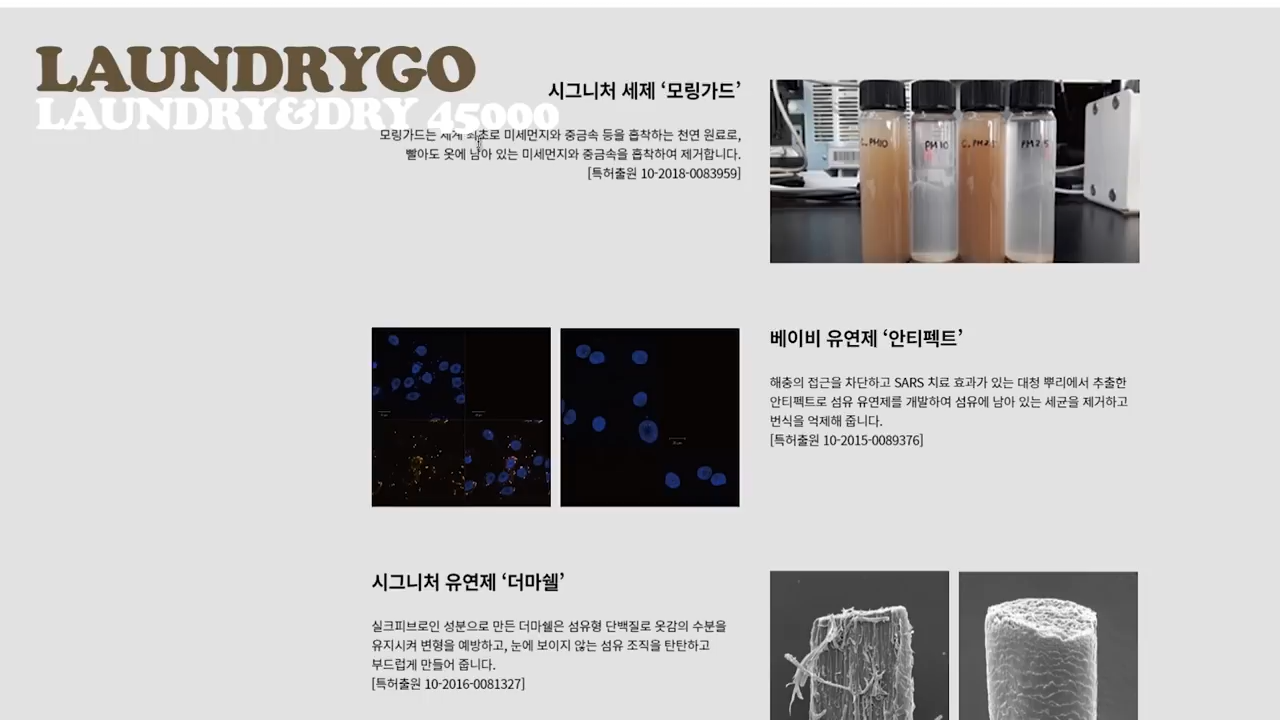 LAUNDRYGO
LAUNDRY&DRY 45000
시그니처 세제 ‘모링가드’
모링가드는 세계 최초로 미세먼지와 중금속 등을 흡착하는 천연 원료로,
빨아도 옷에 남아 있는 미세먼지와 중금속을 흡착하여 제거합니다.
[특허출원 10-2018-0083959]
C_PM10
PM10
C_PM2.5
PM2.5
베이비 유연제 ‘안티펙트’
해충의 접근을 차단하고 SARS 치료 효과가 있는 대청 뿌리에서 추출한
안티펙트로 섬유 유연제를 개발하여 섬유에 남아 있는 세균을 제거하고
번식을 억제해 줍니다.
[특허출원 10-2015-0089376]
시그니처 유연제 ‘더마쉘’
실크피브로인 성분으로 만든 더마쉘은 섬유형 단백질로 옷감의 수분을
유지시켜 변형을 예방하고, 눈에 보이지 않는 섬유 조직을 탄탄하고
부드럽게 만들어 줍니다.
[특허출원 10-2016-0081327]